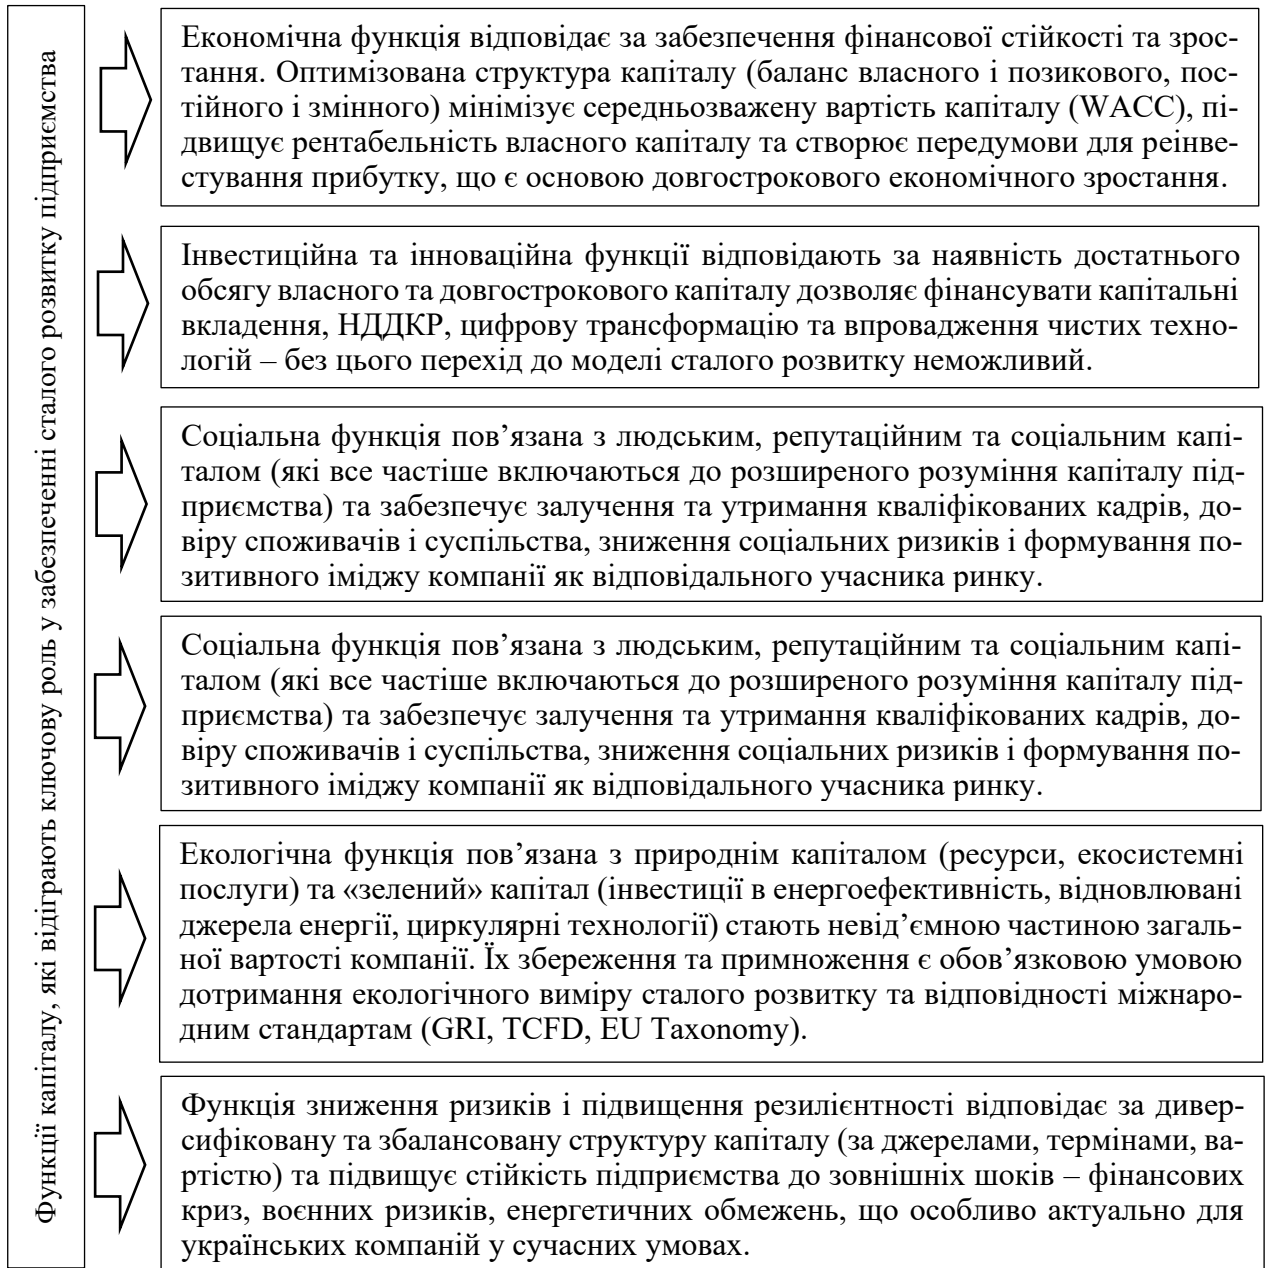 Функції капіталу, які відіграють ключову роль у забезпеченні сталого розвитку підприємства
Економічна функція відповідає за забезпечення фінансової стійкості та зрос-
тання. Оптимізована структура капіталу (баланс власного і позикового, пос-
тійного і змінного) мінімізує середньозважену вартість капіталу (WACC), пі-
двищує рентабельність власного капіталу та створює передумови для реінве-
стування прибутку, що є основою довгострокового економічного зростання.
Інвестиційна та інноваційна функції відповідають за наявність достатнього
обсягу власного та довгострокового капіталу дозволяє фінансувати капітальні
вкладення, НДДКР, цифрову трансформацію та впровадження чистих техно-
логій – без цього перехід до моделі сталого розвитку неможливий.
Соціальна функція пов’язана з людським, репутаційним та соціальним капі-
талом (які все частіше включаються до розширеного розуміння капіталу під-
приємства) та забезпечує залучення та утримання кваліфікованих кадрів, до-
віру споживачів і суспільства, зниження соціальних ризиків і формування по-
зитивного іміджу компанії як відповідального учасника ринку.
Соціальна функція пов’язана з людським, репутаційним та соціальним капі-
талом (які все частіше включаються до розширеного розуміння капіталу під-
приємства) та забезпечує залучення та утримання кваліфікованих кадрів, до-
віру споживачів і суспільства, зниження соціальних ризиків і формування по-
зитивного іміджу компанії як відповідального учасника ринку.
Екологічна функція пов’язана з природнім капіталом (ресурси, екосистемні
послуги) та «зелений» капітал (інвестиції в енергоефективність, відновлювані
джерела енергії, циркулярні технології) стають невід’ємною частиною загаль-
ної вартості компанії. Їх збереження та примноження є обов’язковою умовою
дотримання екологічного виміру сталого розвитку та відповідності міжнаро-
дним стандартам (GRI, TCFD, EU Taxonomy).
Функція зниження ризиків і підвищення резилієнтності відповідає за дивер-
сифіковану та збалансовану структуру капіталу (за джерелами, термінами, ва-
ртістю) та підвищує стійкість підприємства до зовнішніх шоків – фінансових
криз, воєнних ризиків, енергетичних обмежень, що особливо актуально для
українських компаній у сучасних умовах.